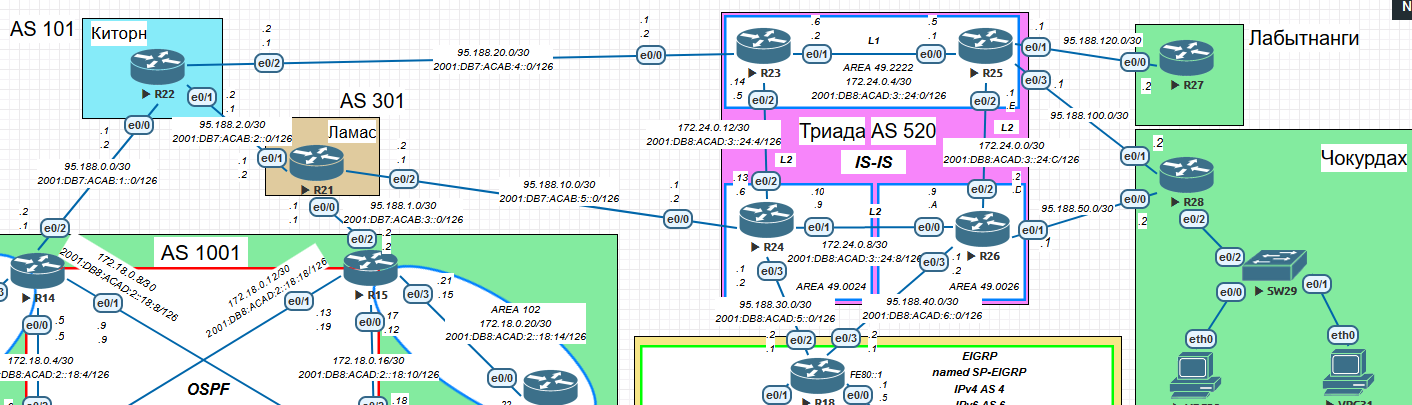 AS 101
Киторн
R22
e0/2
.2
.1
95.188.20.0/30
2001:DB7:ACAB:4::0/126
.1
.2
e0/0
e0/1
.2
.1
95.188.2.0/30
2001:DB7:ACAB:2::0/126
e0/0
.1
.2
95.188.0.0/30
2001:DB7:ACAB:1::0/126
.2
.1
e0/2
AS 301
Ламас
R21
e0/1
.1
.2
e0/2
.2
.1
95.188.10.0/30
2001:DB7:ACAB:5::0/126
.1
.2
e0/0
e0/0
.1
.1
95.188.1.0/30
2001:DB7:ACAB:3::0/126
e0/2
.2
.2
R23
.6
.2
e0/1
L1
.5
.1
e0/0
R25
AREA 49.2222
172.24.0.4/30
2001:DB8:ACAD:3::24:0/126
.14
.5
e0/2
172.24.0.12/30
2001:DB8:ACAD:3::24:4/126
L2
.13
.6
e0/2
Триада AS 520
IS-IS
.1
.E
e0/2
L2
172.24.0.0/30
2001:DB8:ACAD:3::24:C/126
.2
.D
e0/2
R24
e0/1
.10
.9
L2
.9
.A
e0/0
R26
172.24.0.8/30
2001:DB8:ACAD:3::24:8/126
AREA 49.0024
AREA 49.0026
e0/3
.1
.2
95.188.30.0/30
2001:DB8:ACAD:5::0/126
.2
.1
e0/2
e0/3
.1
.2
95.188.40.0/30
2001:DB8:ACAD:6::0/126
e0/3
.2
.1
R18
FE80::1
e0/1
e0/0
.1
.5
EIGRP
named SP-EIGRP
IPv4 AS 4
IPv6 AS 6
.1
e0/1
95.188.120.0/30
e0/0
.2
R27
Лабытнанги
e0/3
.1
95.188.100.0/30
.2
e0/1
R28
e0/1
.1
95.188.50.0/30
e0/0
.2
Чокурдах
e0/2
e0/2
SW29
e0/0
e0/1
eth0
eth0
VPC31
AS 1001
R14
e0/1
172.18.0.8/30
2001:DB8:ACAD:2::18:8/126
.9
.9
e0/0
.5
.5
172.18.0.4/30
2001:DB8:ACAD:2::18:4/126
e0/2
OSPF
R15
e0/1
172.18.0.12/30
2001:DB8:ACAD:2::18:18/126
.13
.19
e0/0
.17
.12
172.18.0.16/30
2001:DB8:ACAD:2::18:10/126
.18
e0/2
e0/3
.21
.15
AREA 102
172.18.0.20/30
2001:DB8:ACAD:2::18:14/126
e0/0